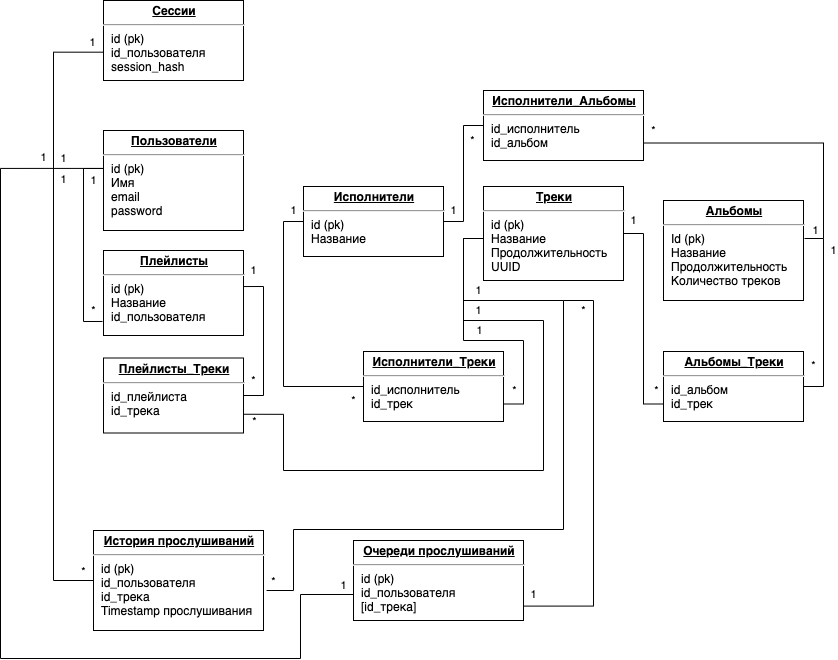 Сессии
id (pk)
id_пользователя
session_hash
1
Исполнители_Альбомы
id_исполнитель
id_альбом
*
*
Пользователи
id (pk)
Имя
email
password
1
1
1
1
Исполнители
id (pk)
Название
1
1
Треки
id (pk)
Название
Продолжительность
UUID
1
Альбомы
Id (pk)
Название
Продолжительность
Количество треков
1
1
Плейлисты
id (pk)
Название
id_пользователя
1
*
1
1
1
*
Плейлисты_Треки
id_плейлиста
id_трека
*
*
Исполнители_Треки
id_исполнитель
id_трек
*
*
Альбомы_Треки
id_альбом
id_трек
*
*
История прослушиваний
id (pk)
id_пользователя
id_трека
Timestamp прослушивания
*
*
Очереди прослушиваний
id (pk)
id_пользователя
[id_трека]
1
1